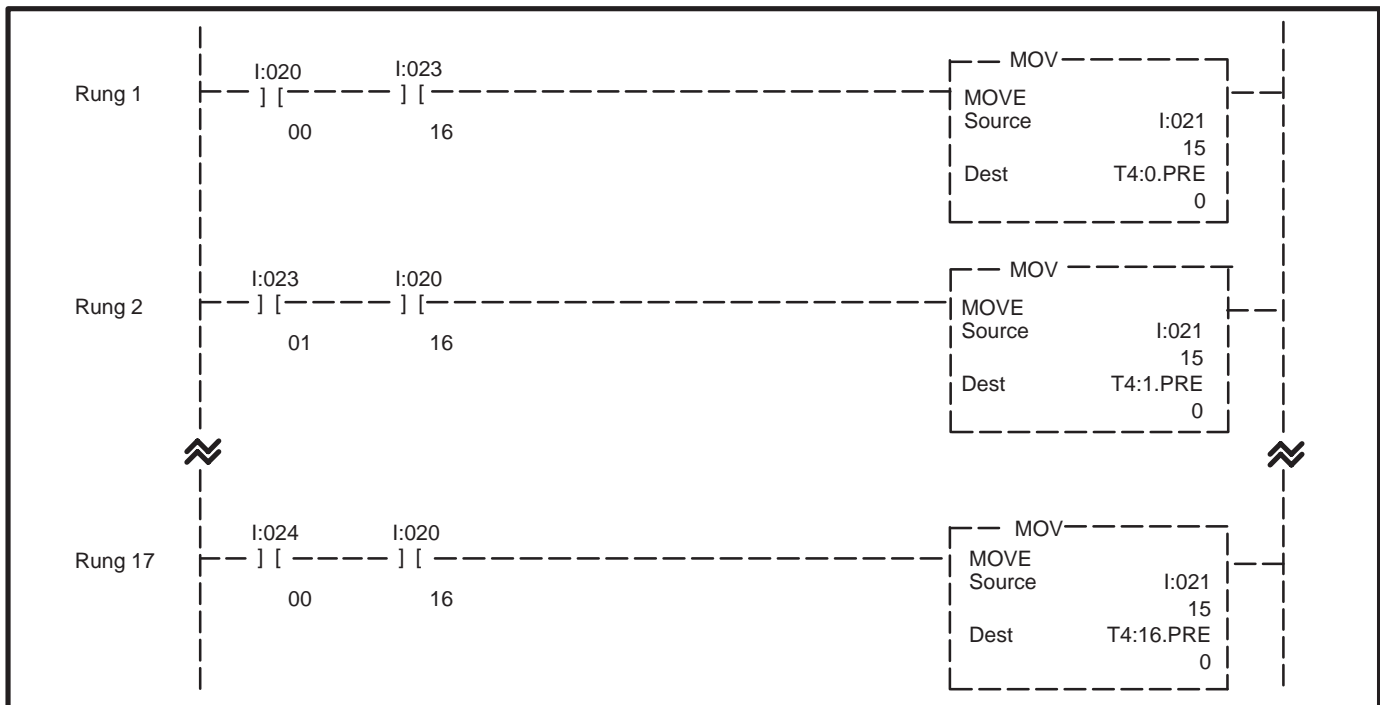 MOV
I:020 I:023
Rung 1 ] [ ] [ MOVE
Source I:021
00 16 15
Dest T4:0.PRE
0
MOV
I:023 I:020
Rung 2 ] [ ] [ MOVE
Source I:021
01 16 15
Dest T4:1.PRE
0
MOV
I:024 I:020
Rung 17 ] [ ] [ MOVE
Source I:021
00 16 15
Dest T4:16.PRE
0